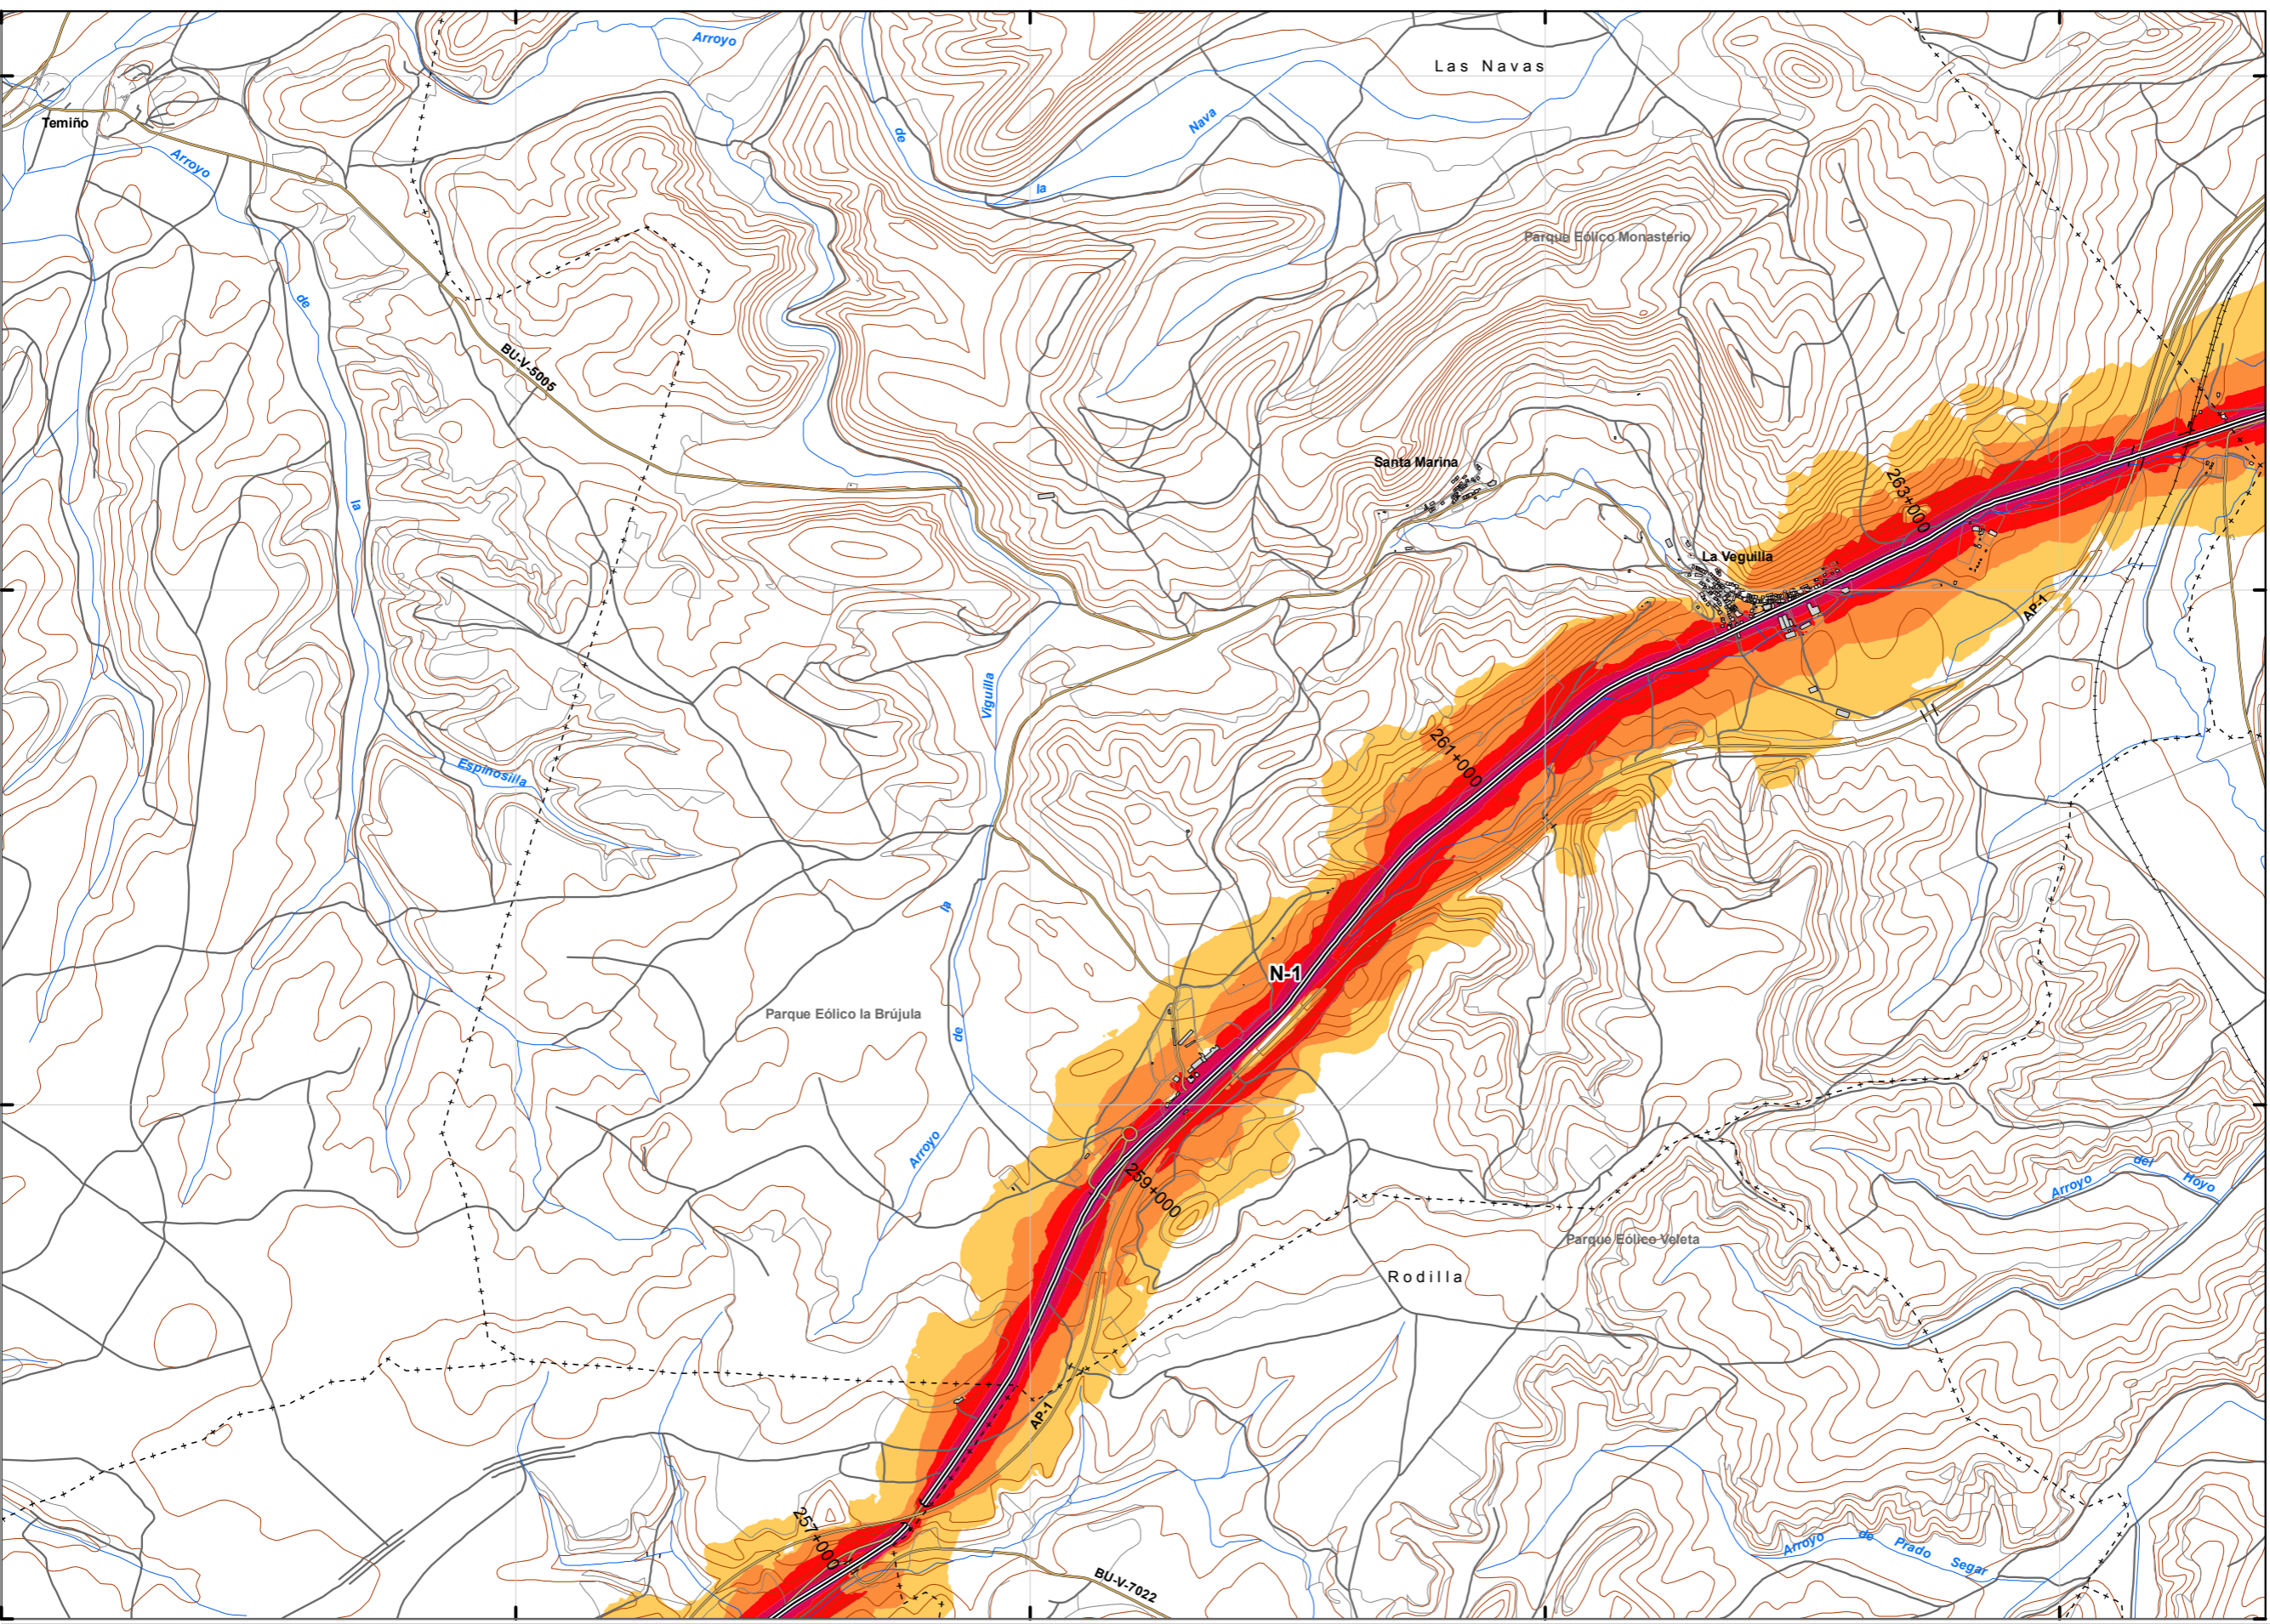 Arroyo
Las Navas
Temiño
Arroyo
de
Nava
la
Parque Eólico Monasterio
de
BU-V-5005
Santa Marina
263+000
la
La Veguilla
AP-1
Viguilla
261+000
Espinosilla
la
N-1
Parque Eólico la Brújula
de
Arroyo
259+000
del
Arroyo
Hoyo
Parque Eólico Veleta
Rodilla
AP-1
257+000
Arroyo de Prado Segar
BU-V-7022